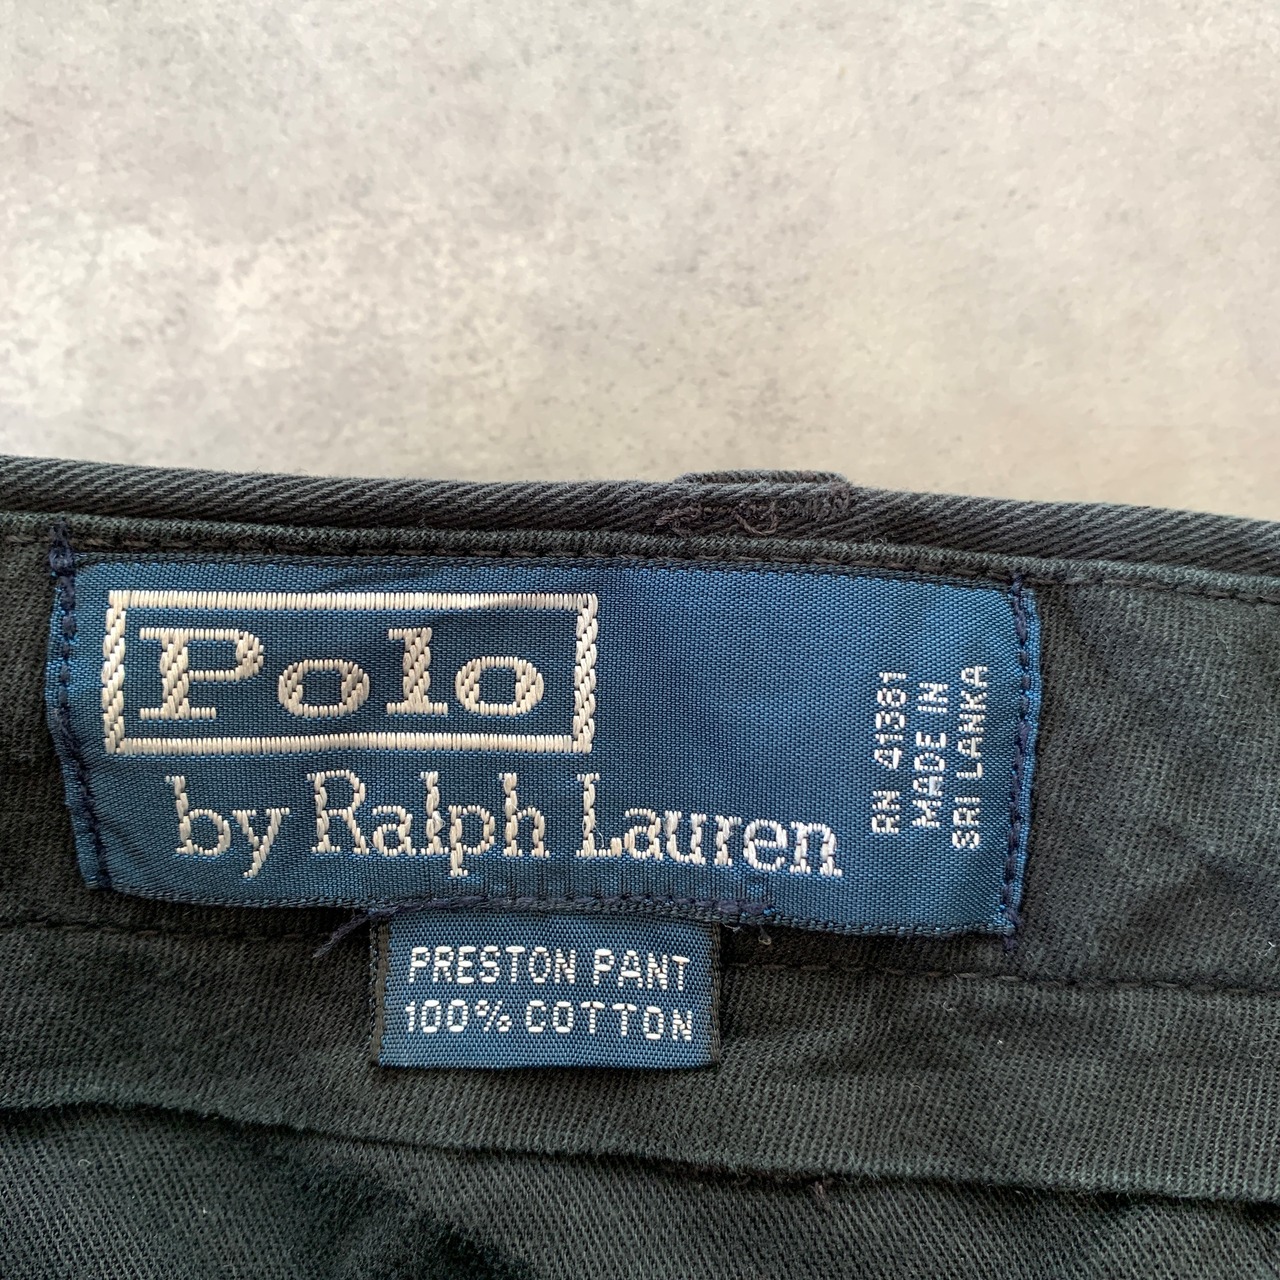 Polo
by Ralph Lauren
RN 41381
MADE IN
SRI LANKA
PRESTON PANT
100% COTTON